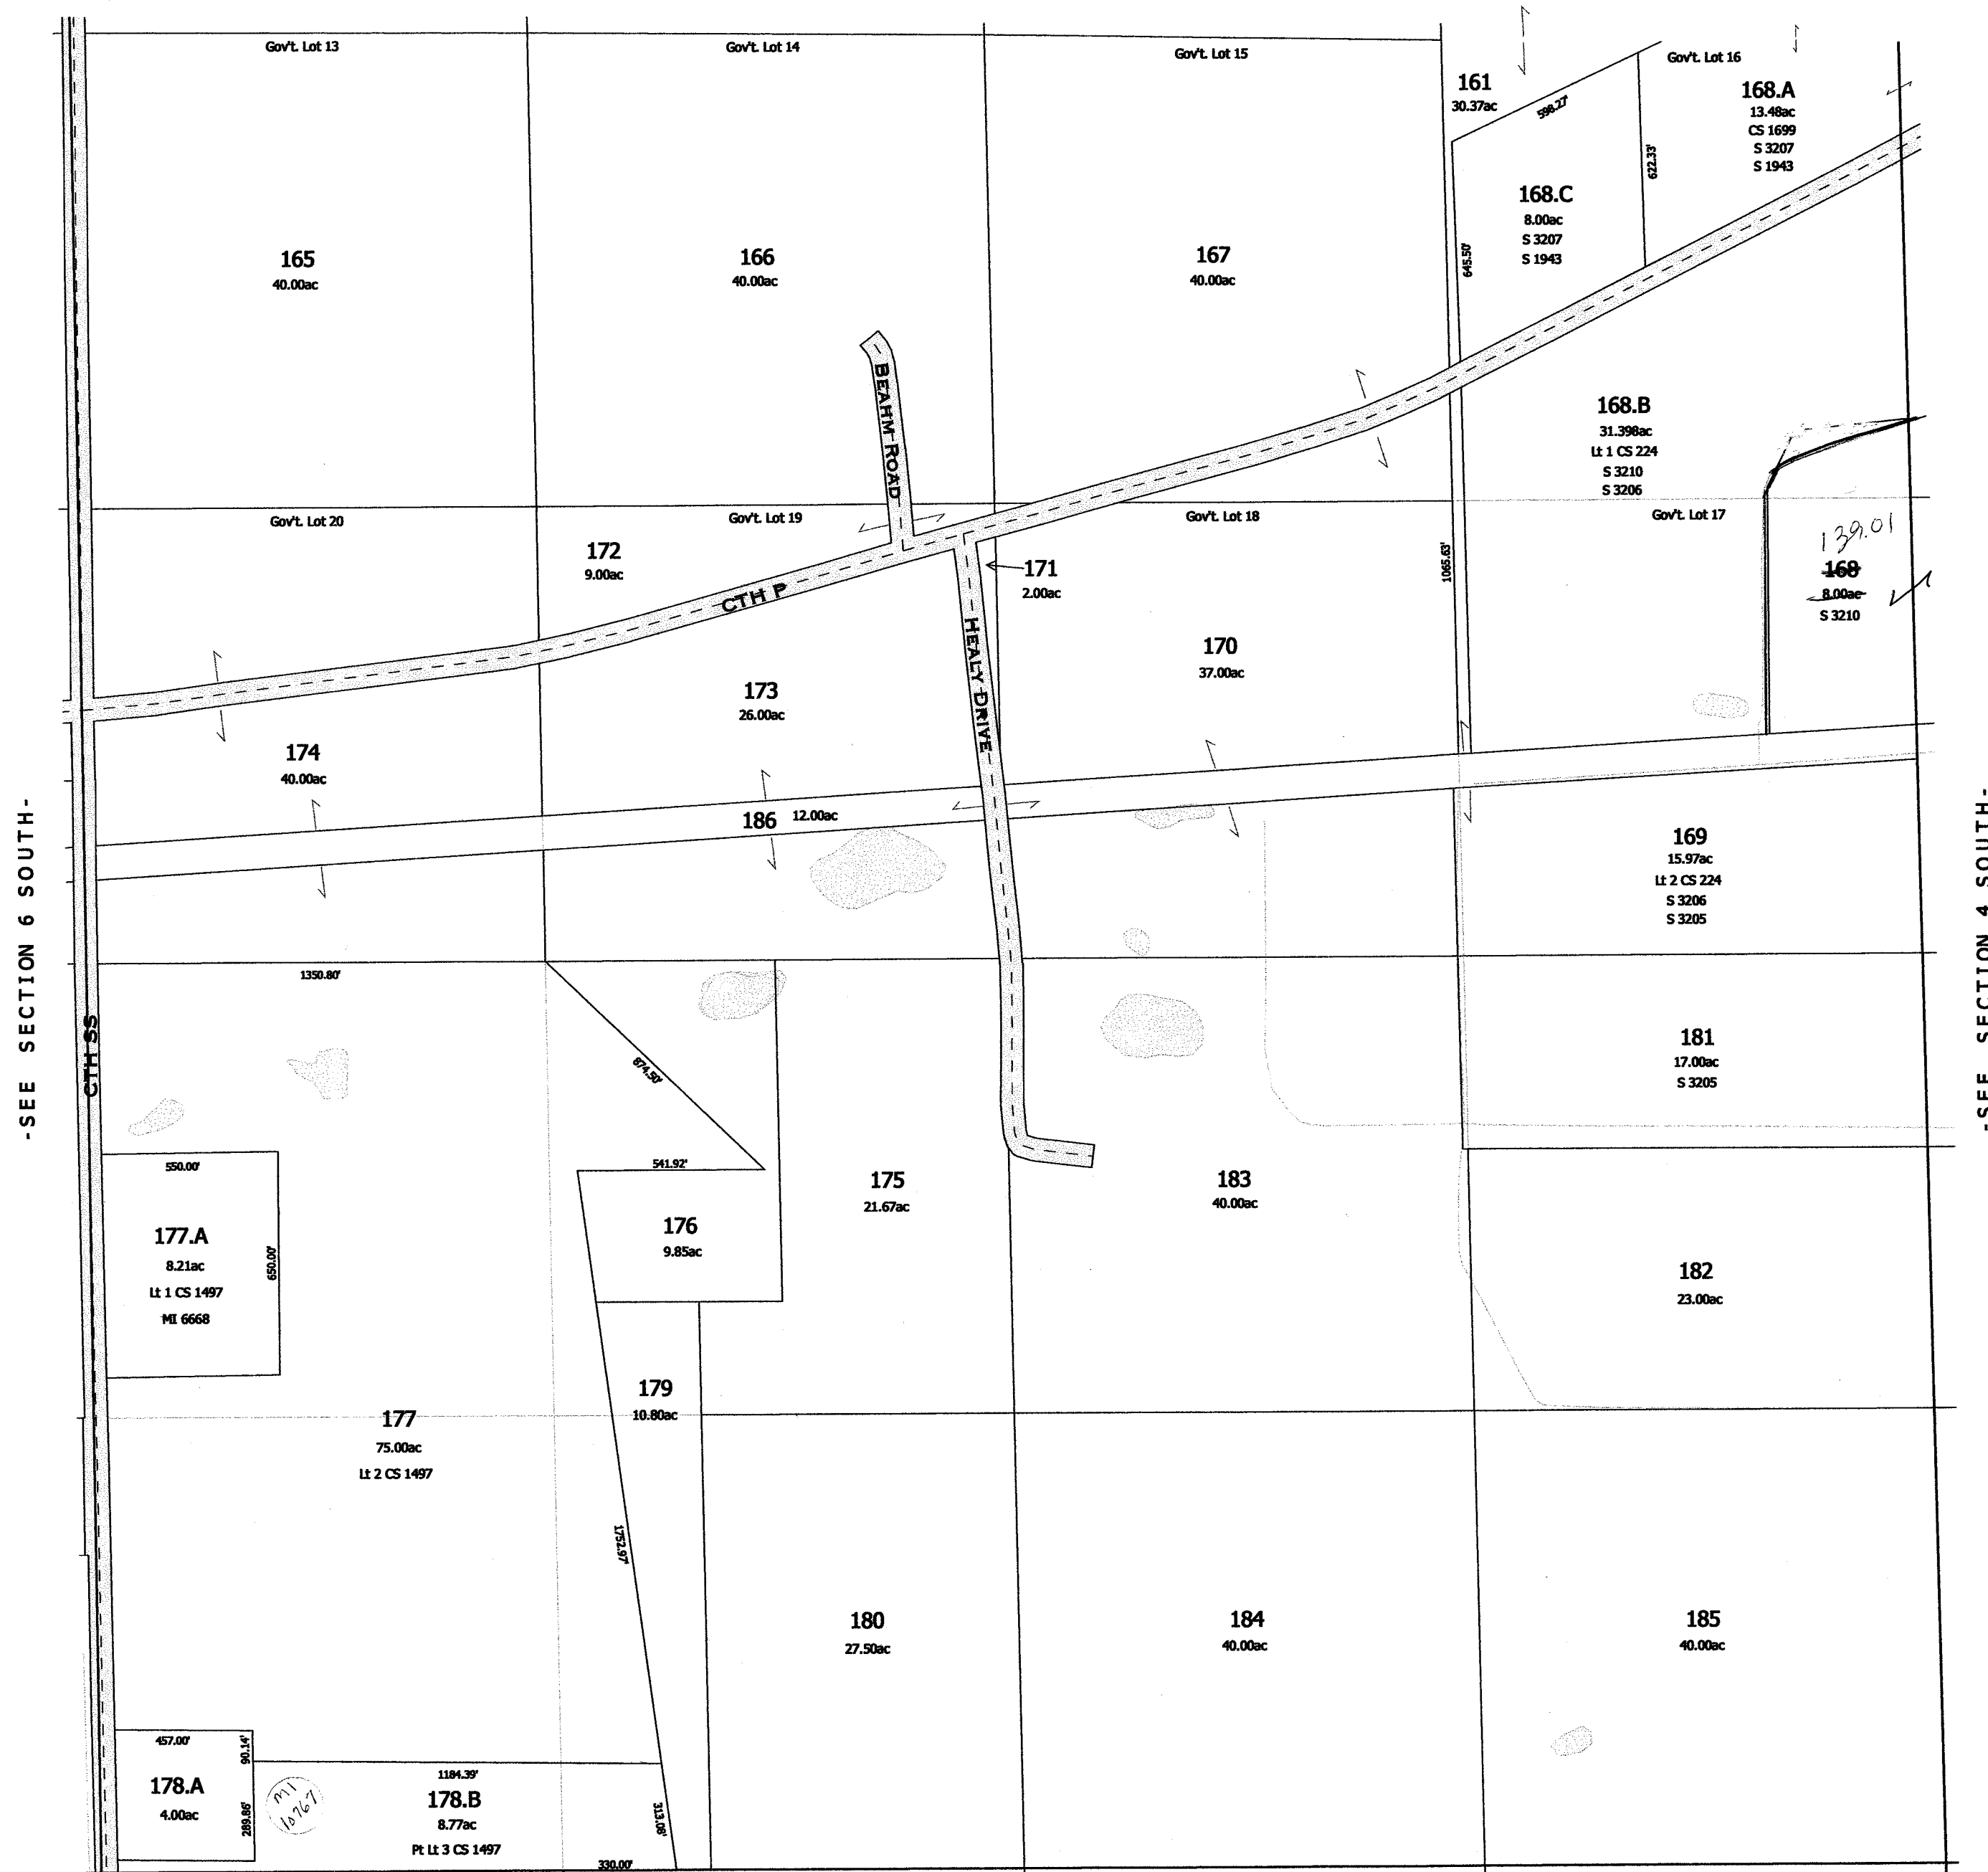 Gov't. Lot 13
Gov't. Lot 14
Gov't. Lot 15
Gov't. Lot 16
161
30.37ac
598.27'
168.A
13.48ac
CS 1699
S 3207
S 1943
622.33'
168.C
8.00ac
S 3207
S 1943
645.50'
165
40.00ac
166
40.00ac
167
40.00ac
BEAHM ROAD
168.B
31.398ac
Lt 1 CS 224
S 3210
S 3206
Gov't. Lot 20
Gov't. Lot 19
Gov't. Lot 18
Gov't. Lot 17
139.01
168
8.00ac
S 3210
172
9.00ac
171
2.00ac
1065.63'
CTH P
HEALY DRIVE
170
37.00ac
173
26.00ac
174
40.00ac
186 12.00ac
169
15.97ac
Lt 2 CS 224
S 3206
S 3205
-SEE SECTION 6 SOUTH-
-SEE SECTION 4 SOUTH-
1350.80'
CTH SS
874.50'
181
17.00ac
S 3205
550.00'
541.92'
175
21.67ac
183
40.00ac
177.A
8.21ac
Lt 1 CS 1497
MI 6668
650.00'
176
9.85ac
182
23.00ac
179
10.80ac
177
75.00ac
Lt 2 CS 1497
1752.97'
180
27.50ac
184
40.00ac
185
40.00ac
457.00'
90.14'
178.A
4.00ac
289.86'
MI
10767
1184.39'
178.B
8.77ac
Pt Lt 3 CS 1497
313.08'
330.00'